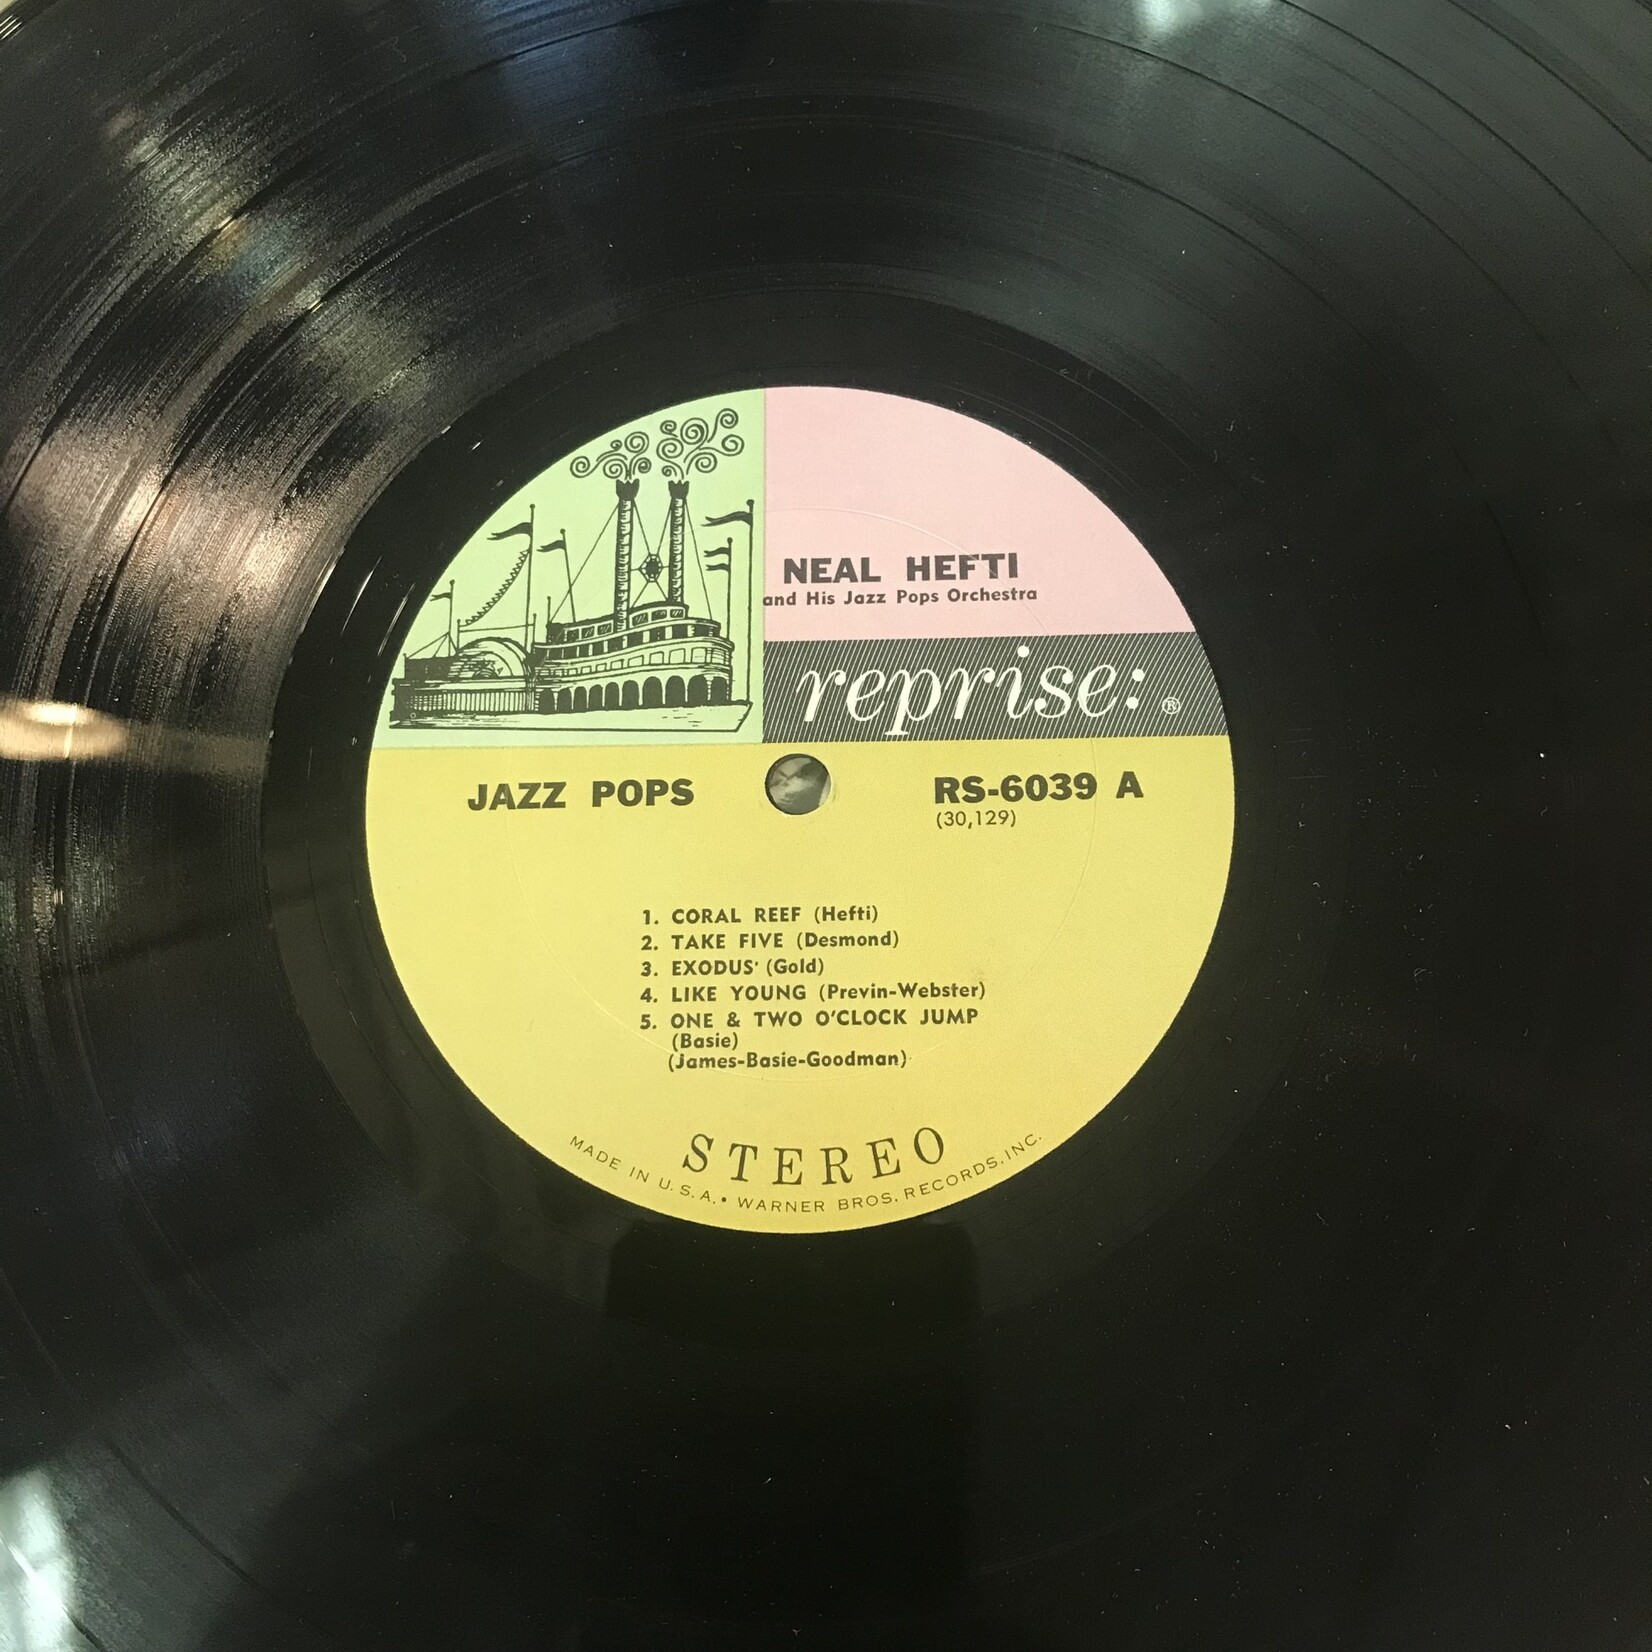 NEAL HEFTI
and His Jazz Pops Orchestra
reprise: ®
JAZZ POPS
RS-6039 A
(30,129)
1. CORAL REEF (Hefti)
2. TAKE FIVE (Desmond)
3. EXODUS (Gold)
4. LIKE YOUNG (Previn-Webster)
5. ONE & TWO O'CLOCK JUMP
(Basie)
(James-Basie-Goodman)
STEREO
MADE IN U.S.A. • WARNER BROS. RECORDS, INC.